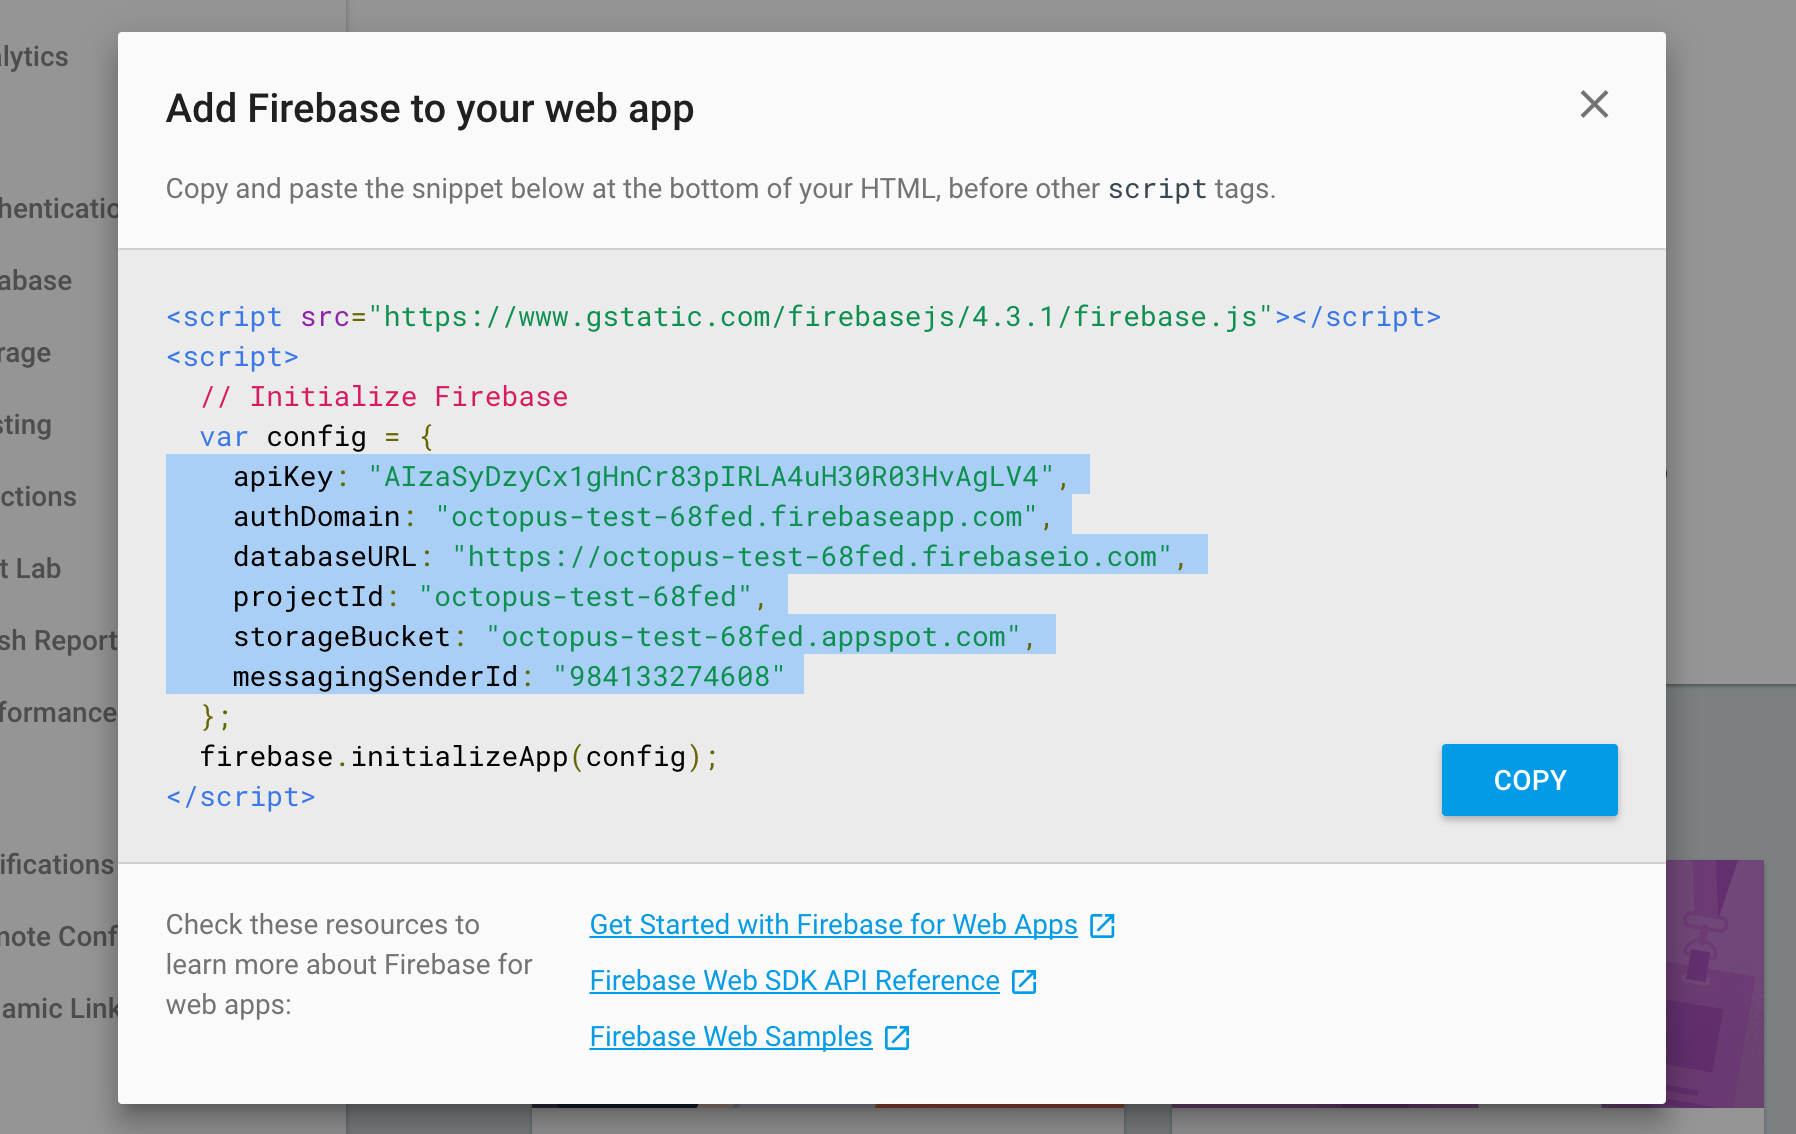 alytics
Add Firebase to your web app
Copy and paste the snippet below at the bottom of your HTML, before other script tags.
henticatio
abase
rage
sting
ctions
t Lab
sh Report
formance
ifications
note Conf
amic Link
<script src="https://www.gstatic.com/firebasejs/4.3.1/firebase.js"></script>
<script>
  // Initialize Firebase
  var config = {
    apiKey: "AIzaSyDzyCx1gHnCr83pIRLA4uH30R03HvAgLV4",
    authDomain: "octopus-test-68fed.firebaseapp.com",
    databaseURL: "https://octopus-test-68fed.firebaseio.com",
    projectId: "octopus-test-68fed",
    storageBucket: "octopus-test-68fed.appspot.com",
    messagingSenderId: "984133274608"
  };
  firebase.initializeApp(config);
</script>
COPY
Check these resources to
learn more about Firebase for
web apps:
Get Started with Firebase for Web Apps
Firebase Web SDK API Reference
Firebase Web Samples